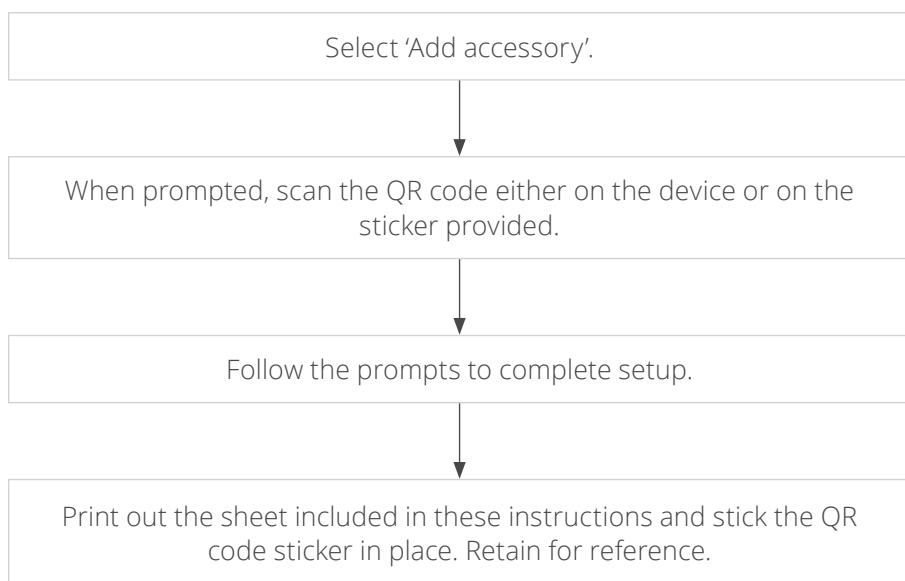 Select ‘Add accessory’.
When prompted, scan the QR code either on the device or on the
sticker provided.
Follow the prompts to complete setup.
Print out the sheet included in these instructions and stick the QR
code sticker in place. Retain for reference.